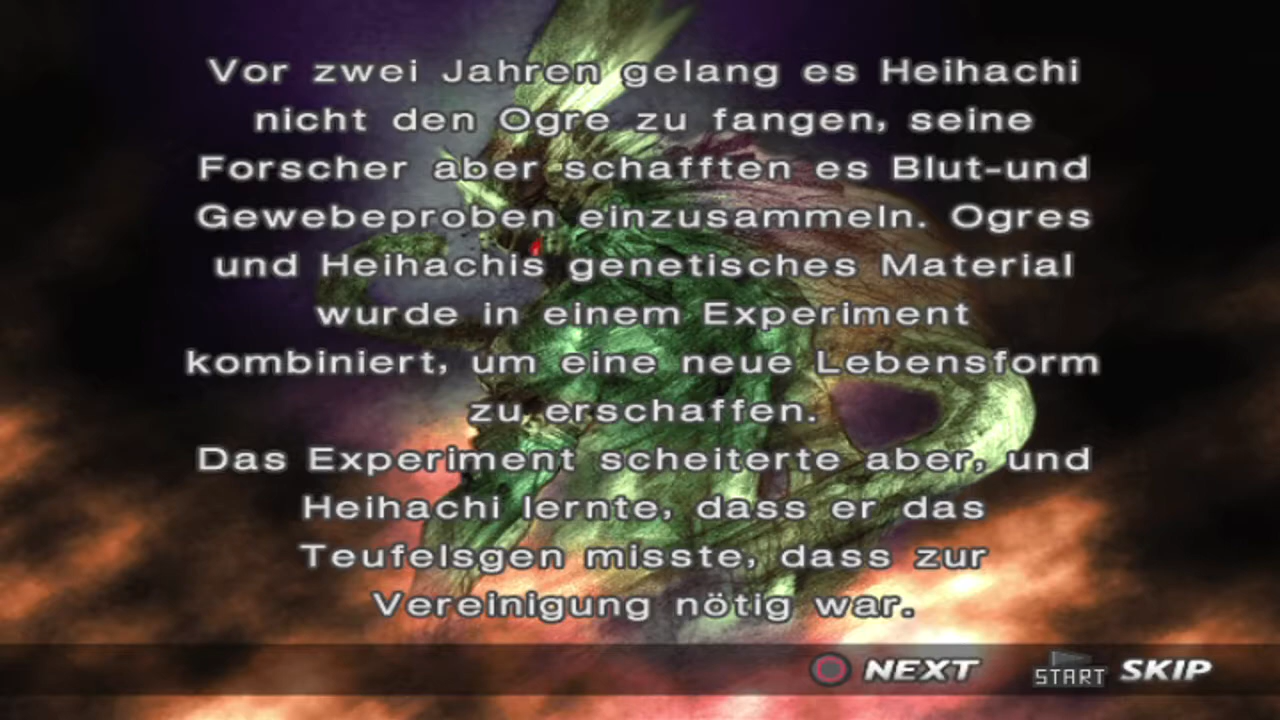 Vor zwei Jahren gelang es Heihachi
nicht den Ogre zu fangen, seine
Forscher aber schafften es Blut-und
Gewebeproben einzusammeln. Ogres
und Heihachis genetisches Material
wurde in einem Experiment
kombiniert, um eine neue Lebensform
zu erschaffen.
Das Experiment scheiterte aber, und
Heihachi lernte, dass er das
Teufelsgen misste, dass zur
Vereinigung nötig war.
NEXT START SKIP